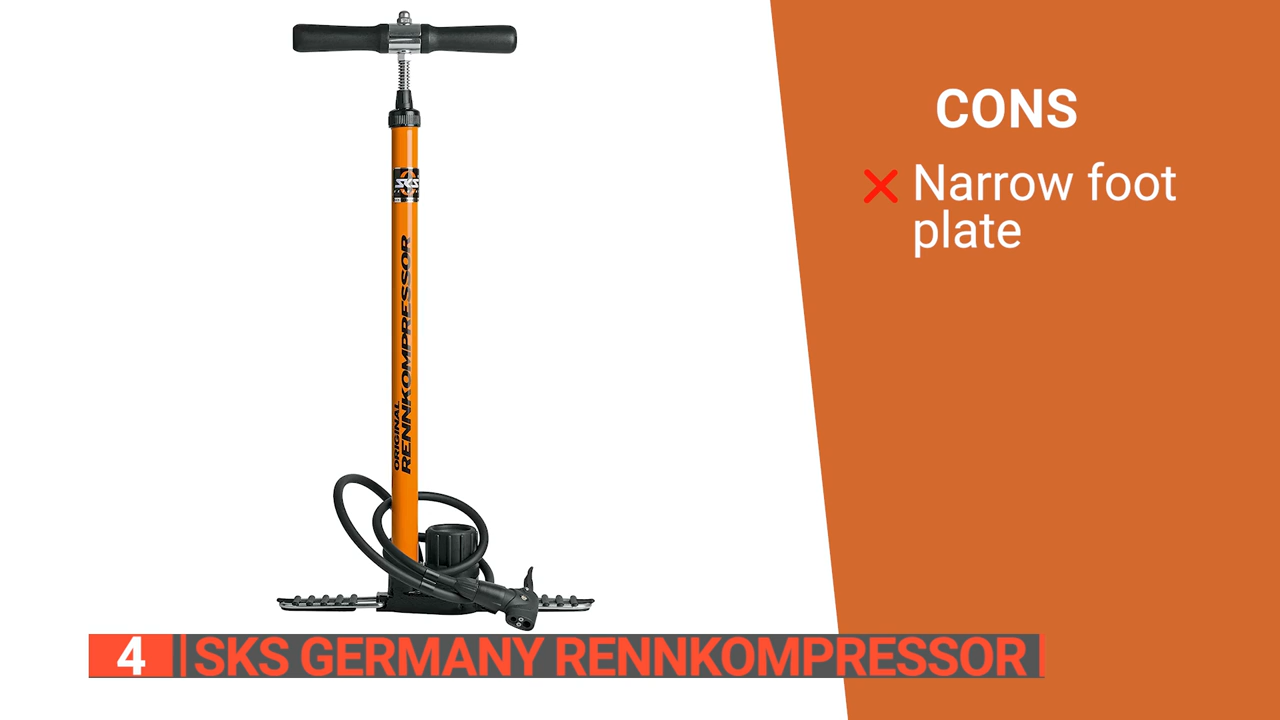 CONS
Narrow foot
plate
SKS
ORIGINAL
RENNKOMPRESSOR
4
SKS GERMANY RENNKOMPRESSOR